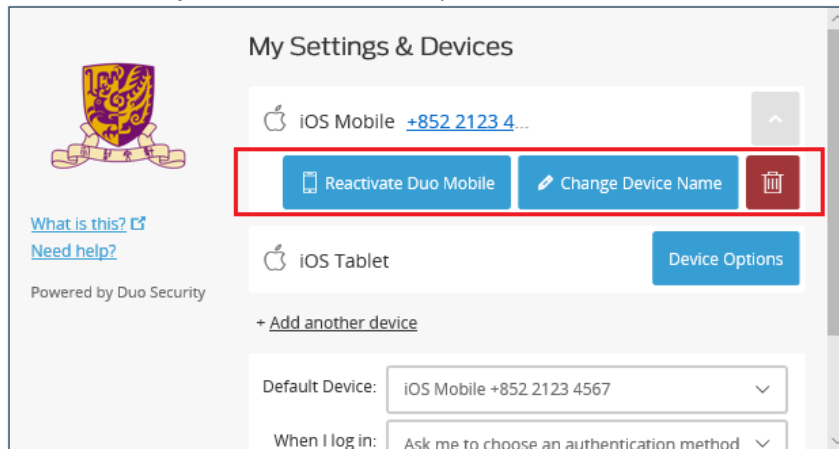 My Settings & Devices
iOS Mobile +852 2123 4...
Reactivate Duo Mobile
Change Device Name
What is this?
Need help?
Powered by Duo Security
iOS Tablet
Device Options
+ Add another device
Default Device: iOS Mobile +852 2123 4567
When I log in: Ask me to choose an authentication method